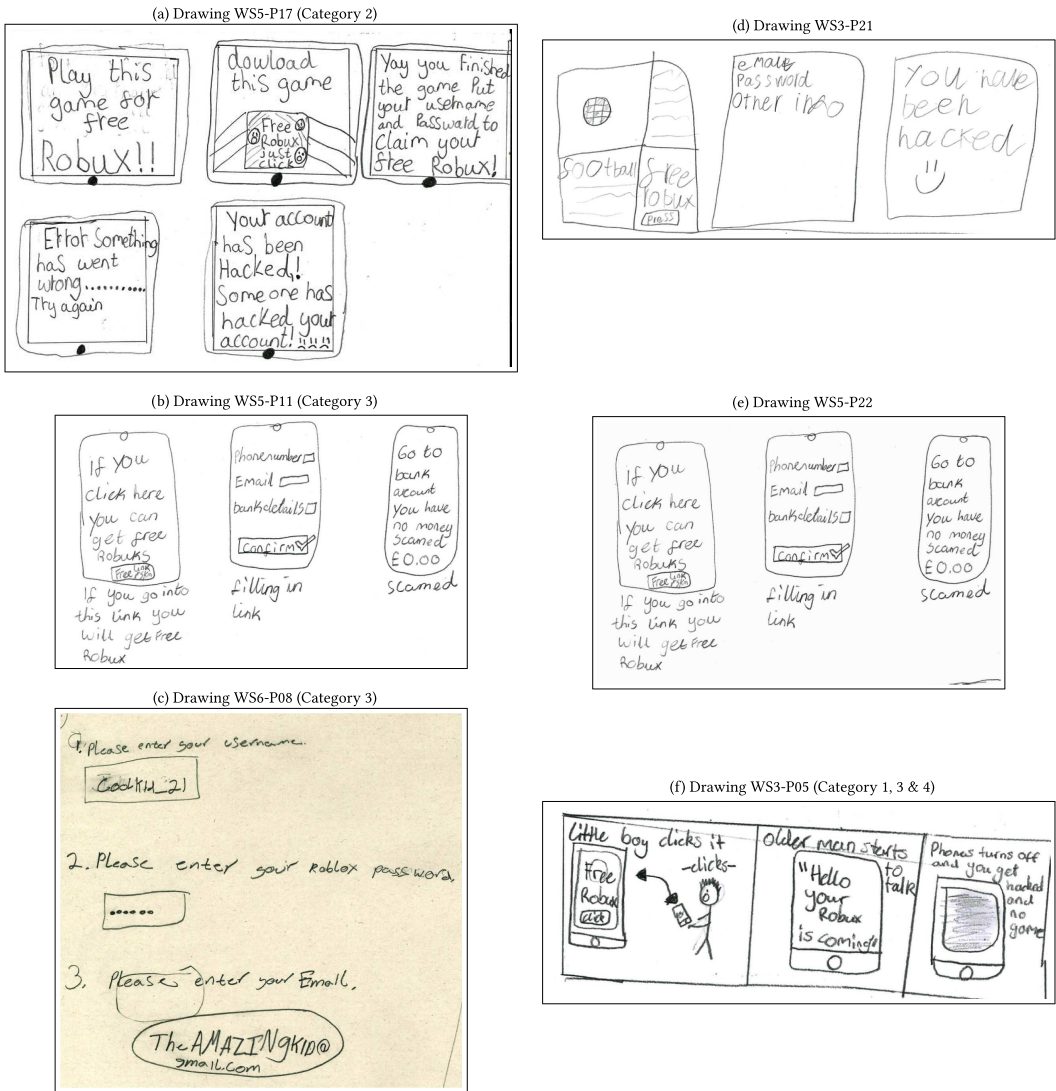 (a) Drawing WS5-P17 (Category 2)
Play this
game for
free
Robux!!
dowload
this game
Free
Robux
just
click
Yay you finished
the game Put
your username
and Password to
claim your
free Robux!
Error Something
has went
wrong...........
Try again
Your account
has been
Hacked,!
Someone has
hacked your
account!
(d) Drawing WS3-P21
Password
Other info
football
free
robux
press
You have
been
hacked
(b) Drawing WS5-P11 (Category 3)
If you
click here
you can
get free
Robuks
Free link
If you go into
this link you
will get free
Robux
Phonenumber
Email
bankdetails
Confirm
filling in
link
Go to
bank
acount
you have
no money
scamed
£0.00
scamed
(e) Drawing WS5-P22
If you
click here
you can
get free
Robuks
Free link
If you go into
this link you
will get free
Robux
Phonenumber
Email
bankdetails
Confirm
filling in
link
Go to
bank
acount
you have
no money
scamed
£0.00
scamed
(c) Drawing WS6-P08 (Category 3)
1. Please enter your username.
CoolKid_21
2. Please enter your Roblox password.
••••••
3. Please enter your Email.
TheAMAZINgKID@
gmail.com
(f) Drawing WS3-P05 (Category 1, 3 & 4)
Little boy clicks it
Free
Robux
click
-clicks-
older man starts
to
talk
"Hello
your
Robux
is coming"
Phones turns off
and you get
hacked
and
no
game